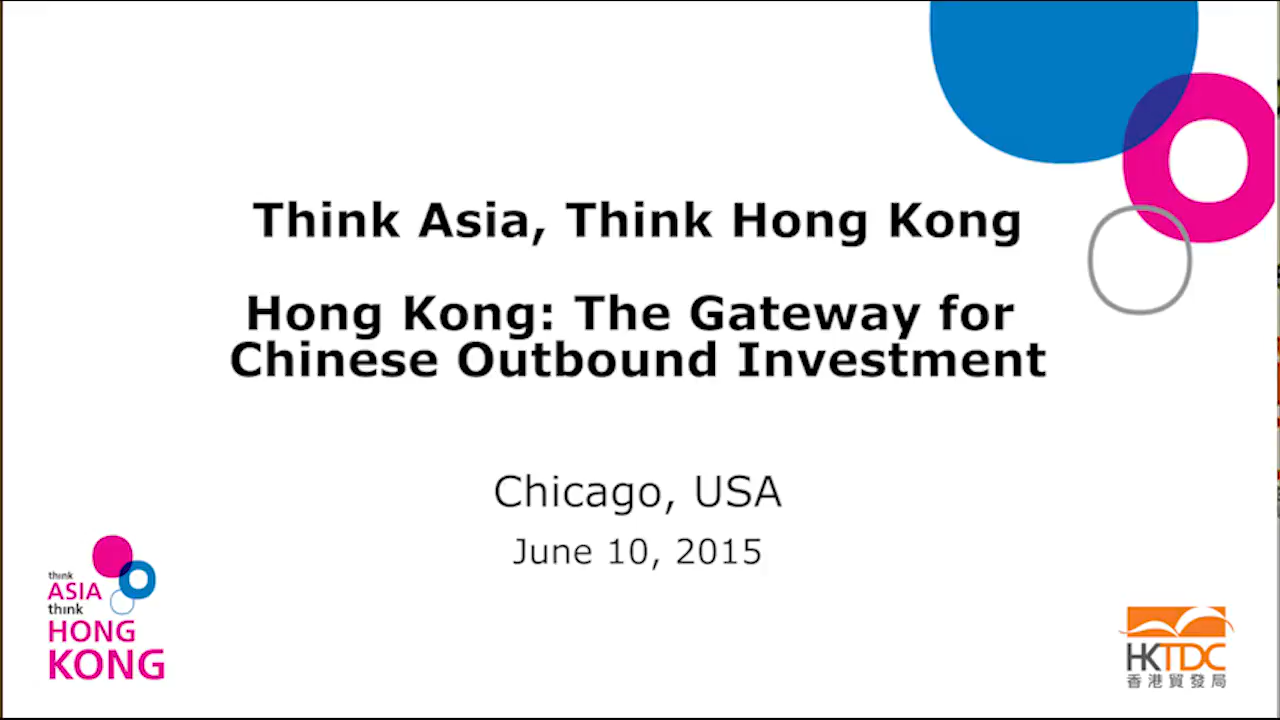 Think Asia, Think Hong Kong
Hong Kong: The Gateway for
Chinese Outbound Investment
Chicago, USA
June 10, 2015
think
ASIA
think
HONG
KONG
HKTDC
香港貿發局